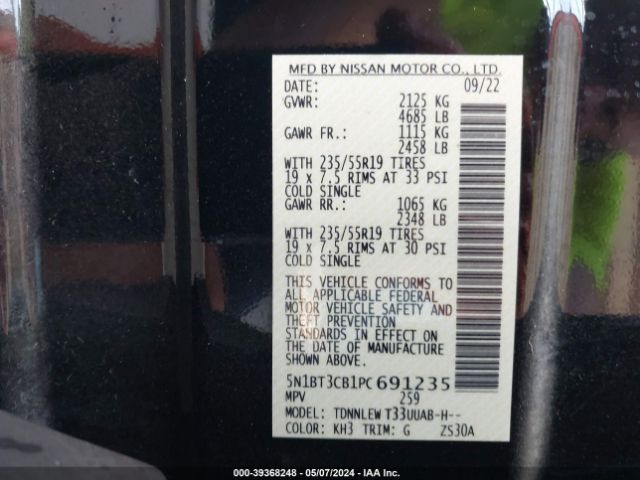 MFD BY NISSAN MOTOR CO., LTD.
DATE: 09/22
GVWR: 2125 KG
4685 LB
GAWR FR.: 1115 KG
2458 LB
WITH 235/55R19 TIRES
19 x 7.5 RIMS AT 33 PSI
COLD SINGLE
GAWR RR.: 1065 KG
2348 LB
WITH 235/55R19 TIRES
19 x 7.5 RIMS AT 30 PSI
COLD SINGLE
THIS VEHICLE CONFORMS TO
ALL APPLICABLE FEDERAL
MOTOR VEHICLE SAFETY AND
THEFT PREVENTION
STANDARDS IN EFFECT ON
THE DATE OF MANUFACTURE
SHOWN ABOVE.
5N1BT3CB1PC691235
MPV 259
MODEL: TDNNLEW T33UUAB-H--
COLOR: KH3 TRIM: G ZS30A
000-39368248 - 05/07/2024 - IAA Inc.